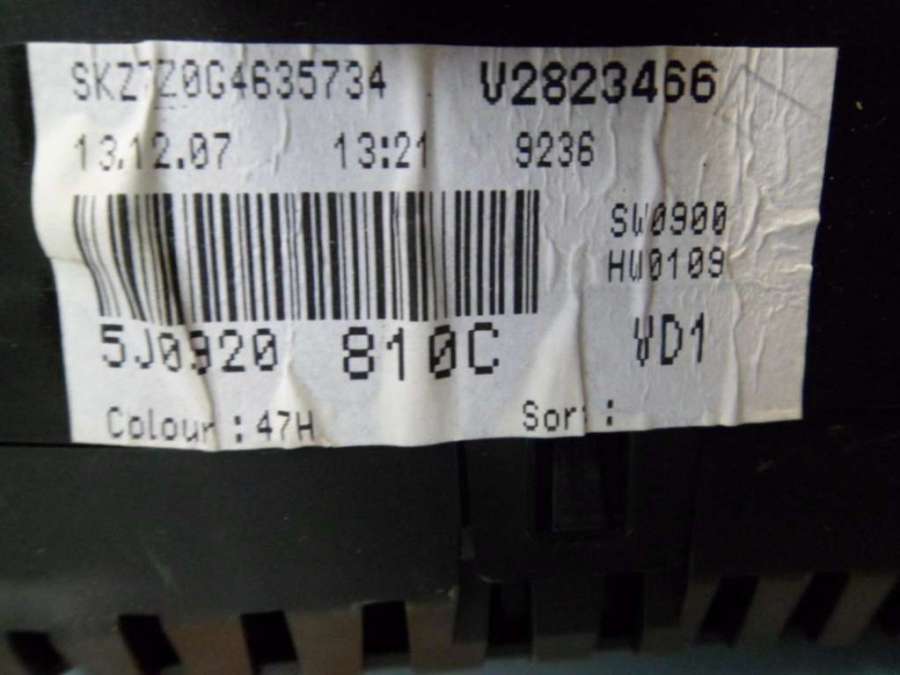 SKZ7Z0G4635734 V2823466
13.12.07 13:21 9236
SW0900
HW0109
5J0920 810C VD1
Colour : 47H Sort :